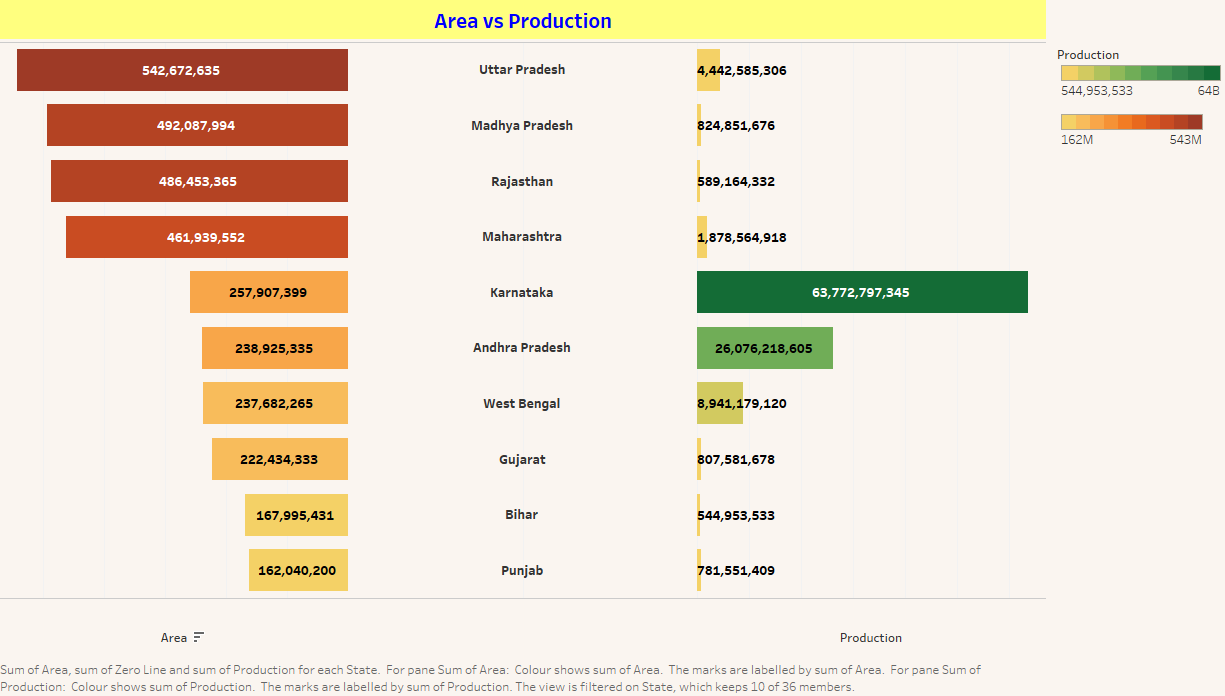 Area vs Production
542,672,635 Uttar Pradesh 4,442,585,306
492,087,994 Madhya Pradesh 824,851,676
486,453,365 Rajasthan 589,164,332
461,939,552 Maharashtra 1,878,564,918
257,907,399 Karnataka 63,772,797,345
238,925,335 Andhra Pradesh 26,076,218,605
237,682,265 West Bengal 8,941,179,120
222,434,333 Gujarat 807,581,678
167,995,431 Bihar 544,953,533
162,040,200 Punjab 781,551,409
Area Production
Production
544,953,533 64B
162M 543M
Sum of Area, sum of Zero Line and sum of Production for each State. For pane Sum of Area: Colour shows sum of Area. The marks are labelled by sum of Area. For pane Sum of
Production: Colour shows sum of Production. The marks are labelled by sum of Production. The view is filtered on State, which keeps 10 of 36 members.